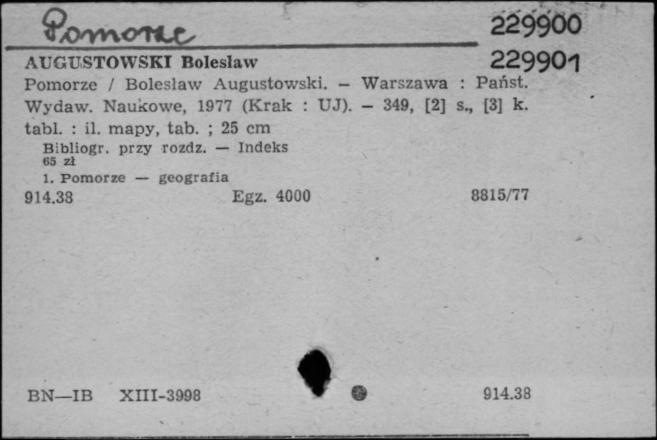 Pomorze
229900
AUGUSTOWSKI Bolesław
229901
Pomorze / Bolesław Augustowski. — Warszawa : Państ.
Wydaw. Naukowe, 1977 (Krak : UJ). — 349, [2] s., [3] k.
tabl. : il. mapy, tab. ; 25 cm
Bibliogr. przy rozdz. — Indeks
65 zł
1. Pomorze — geografia
914.38 Egz. 4000 8815/77
BN—IB XIII-3998 914.38